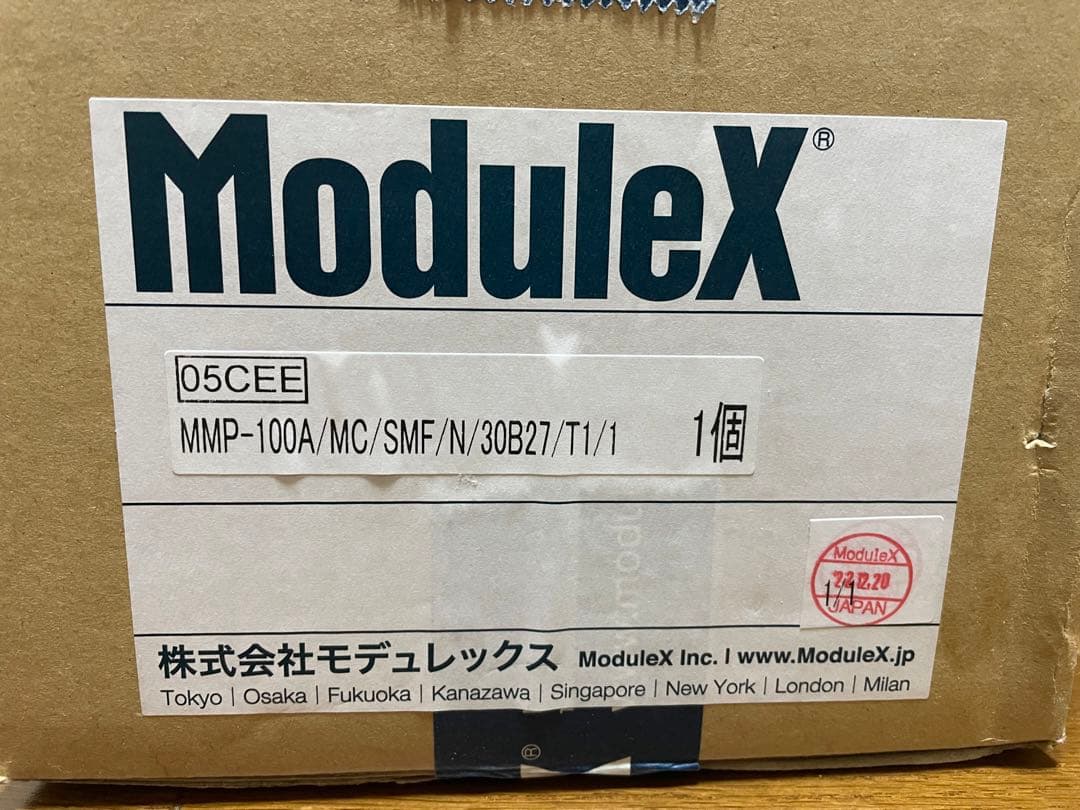 ModuleX®
05CEE
MMP-100A/MC/SMF/N/30B27/T1/1 1個
ModuleX
'22.12.20
1/1
JAPAN
株式会社モデュレックス ModuleX Inc. | www.ModuleX.jp
Tokyo | Osaka | Fukuoka | Kanazawa | Singapore | New York | London | Milan
®